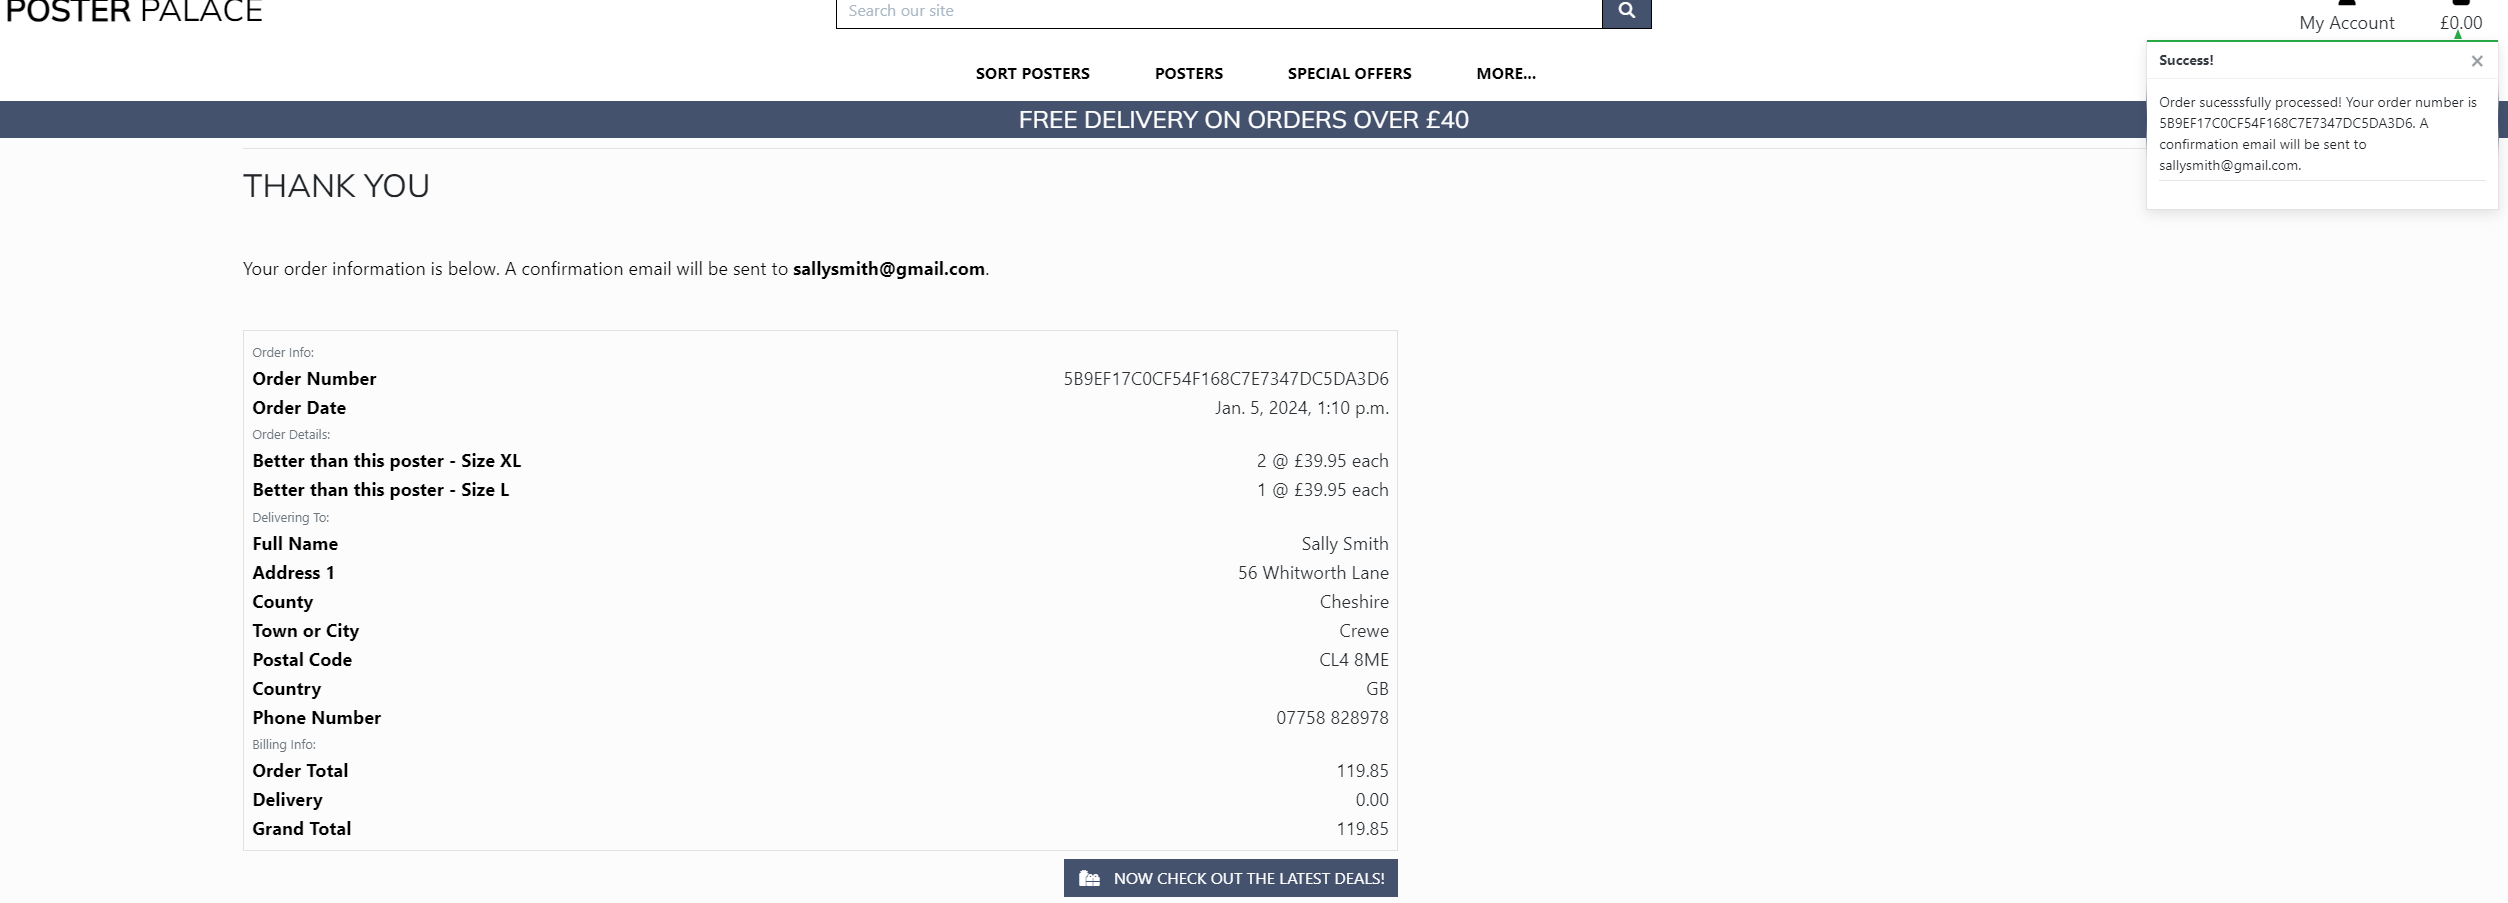 POSTER PALACE
Search our site
My Account
£0.00
SORT POSTERS
POSTERS
SPECIAL OFFERS
MORE...
Success!
×
Order sucesssfully processed! Your order number is
5B9EF17C0CF54F168C7E7347DC5DA3D6. A
confirmation email will be sent to
sallysmith@gmail.com.
FREE DELIVERY ON ORDERS OVER £40
THANK YOU
Your order information is below. A confirmation email will be sent to sallysmith@gmail.com.
Order Info:
Order Number 5B9EF17C0CF54F168C7E7347DC5DA3D6
Order Date Jan. 5, 2024, 1:10 p.m.
Order Details:
Better than this poster - Size XL 2 @ £39.95 each
Better than this poster - Size L 1 @ £39.95 each
Delivering To:
Full Name Sally Smith
Address 1 56 Whitworth Lane
County Cheshire
Town or City Crewe
Postal Code CL4 8ME
Country GB
Phone Number 07758 828978
Billing Info:
Order Total 119.85
Delivery 0.00
Grand Total 119.85
NOW CHECK OUT THE LATEST DEALS!